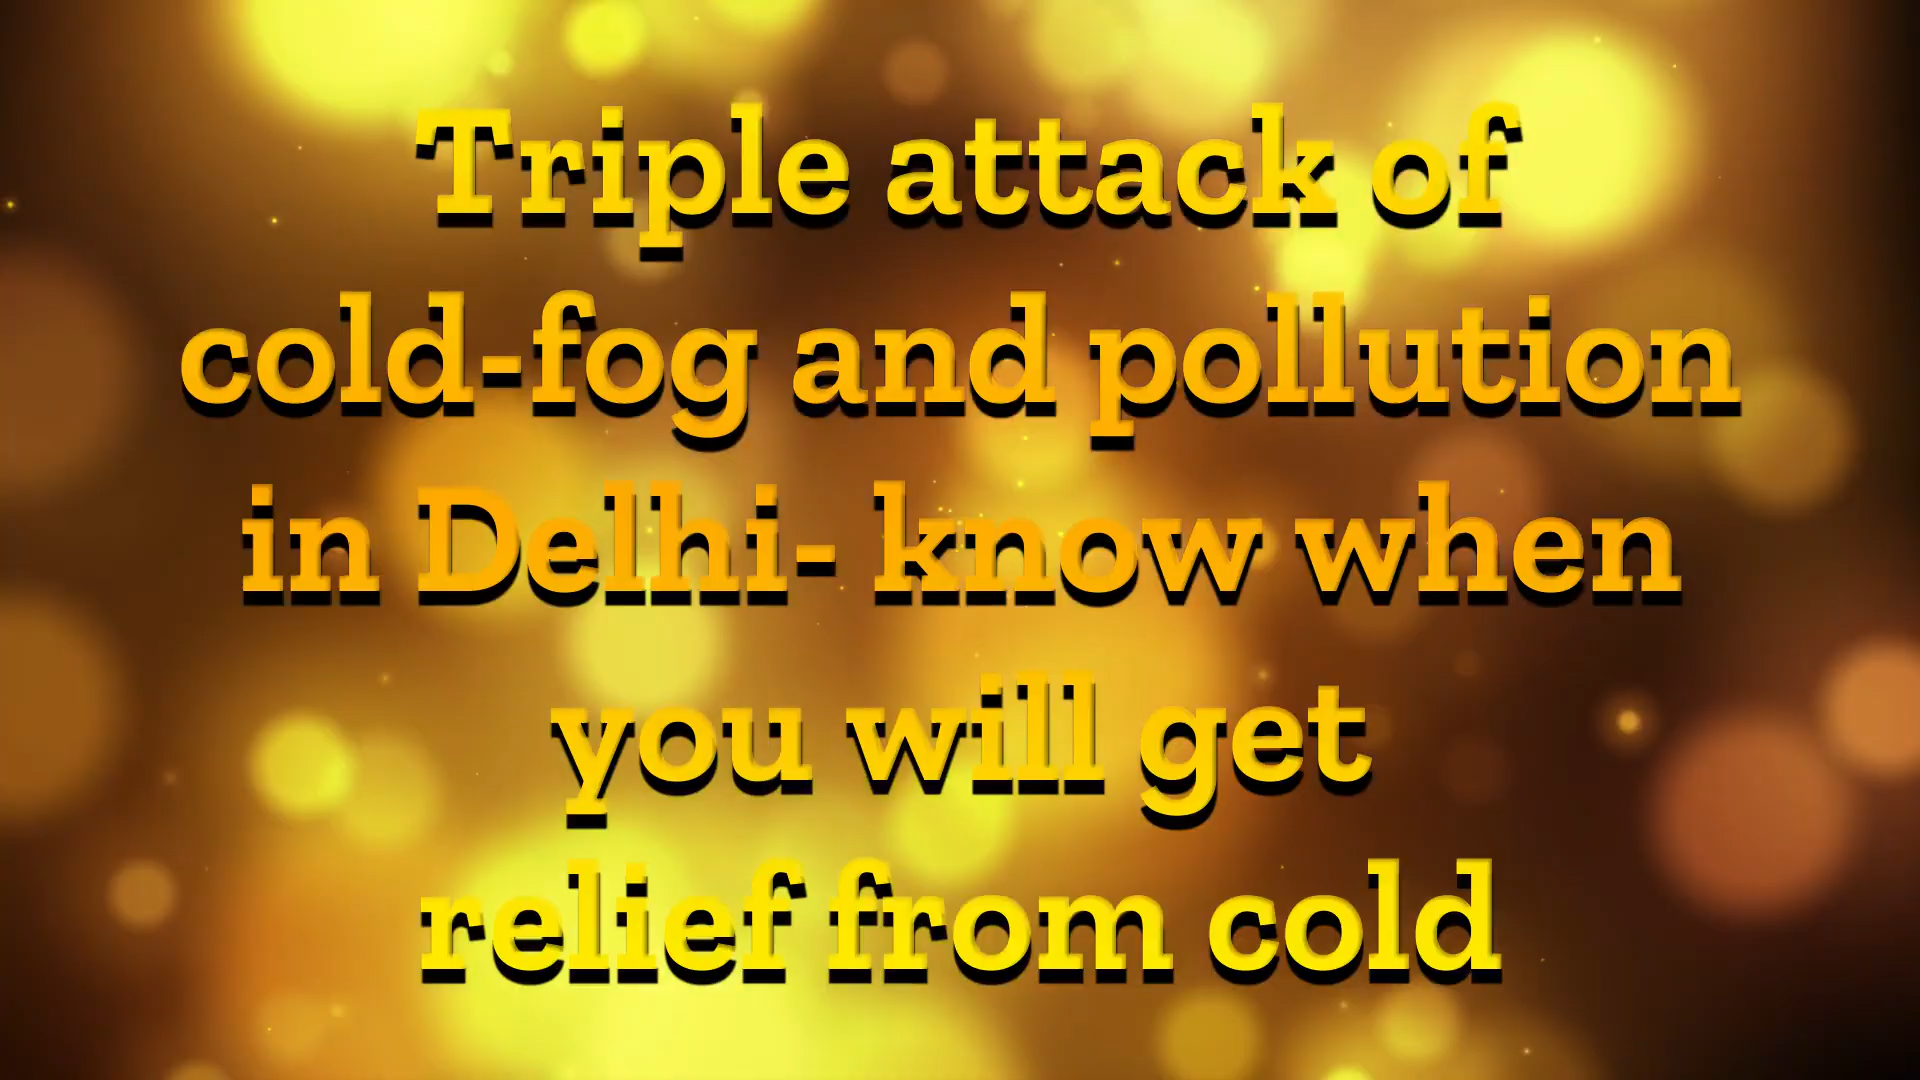 Triple attack of
cold-fog and pollution
in Delhi- know when
you will get
relief from cold